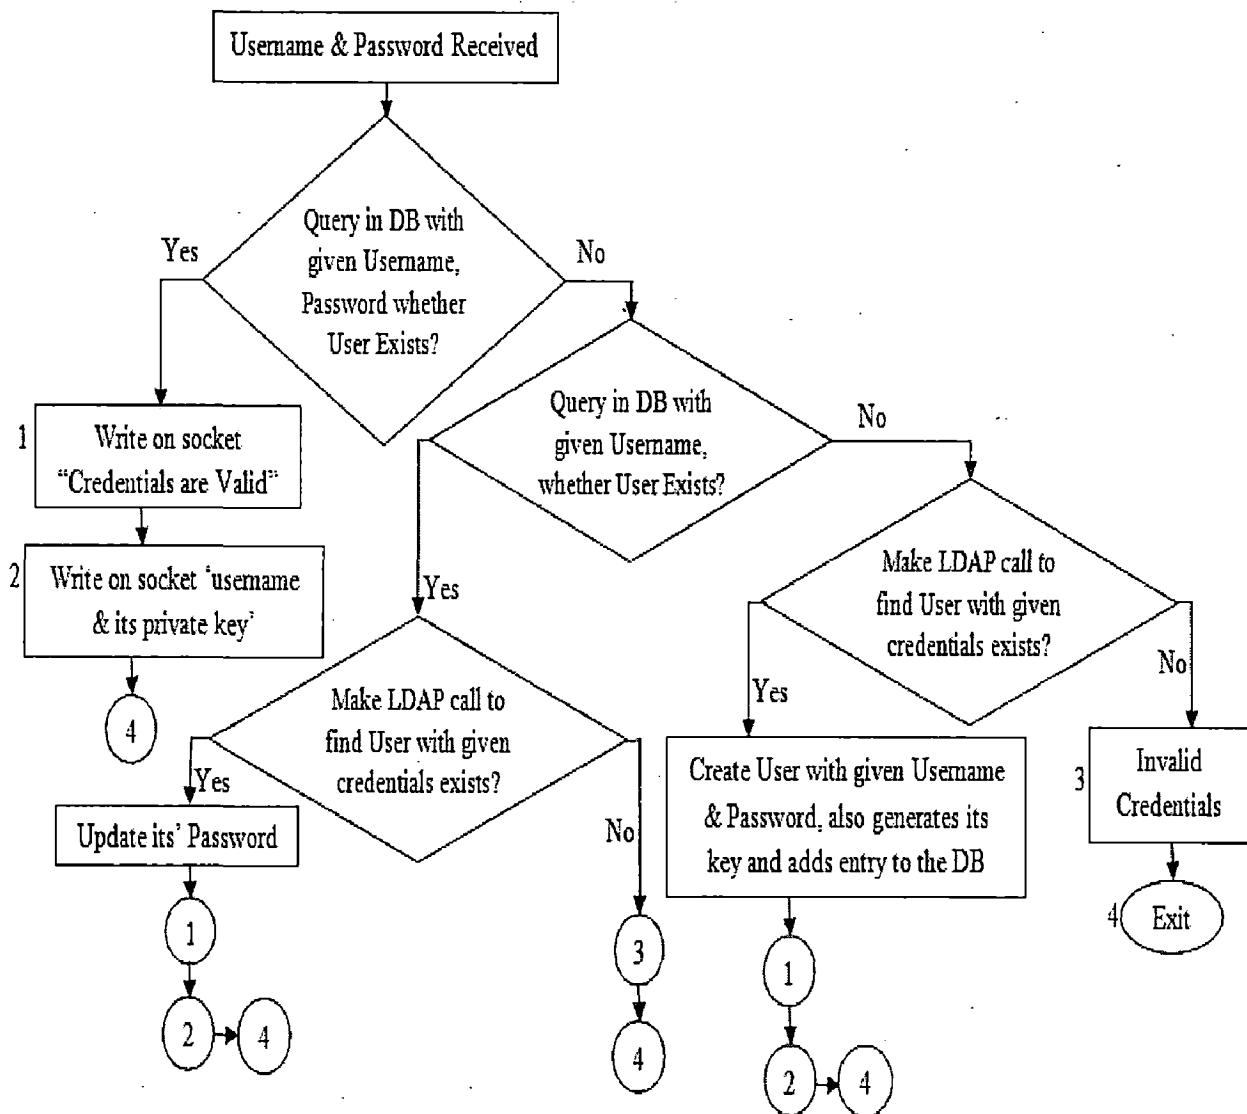 Username & Password Received
Query in DB with
given Username,
Password whether
User Exists?
Yes
No
1
Write on socket
"Credentials are Valid"
Query in DB with
given Username,
whether User Exists?
No
2
Write on socket 'username
& its private key'
4
Yes
Make LDAP call to
find User with given
credentials exists?
Yes
No
Make LDAP call to
find User with given
credentials exists?
Yes
No
Update its' Password
1
2
4
3
4
Create User with given Username
& Password, also generates its
key and adds entry to the DB
1
2
4
3
Invalid
Credentials
4
Exit